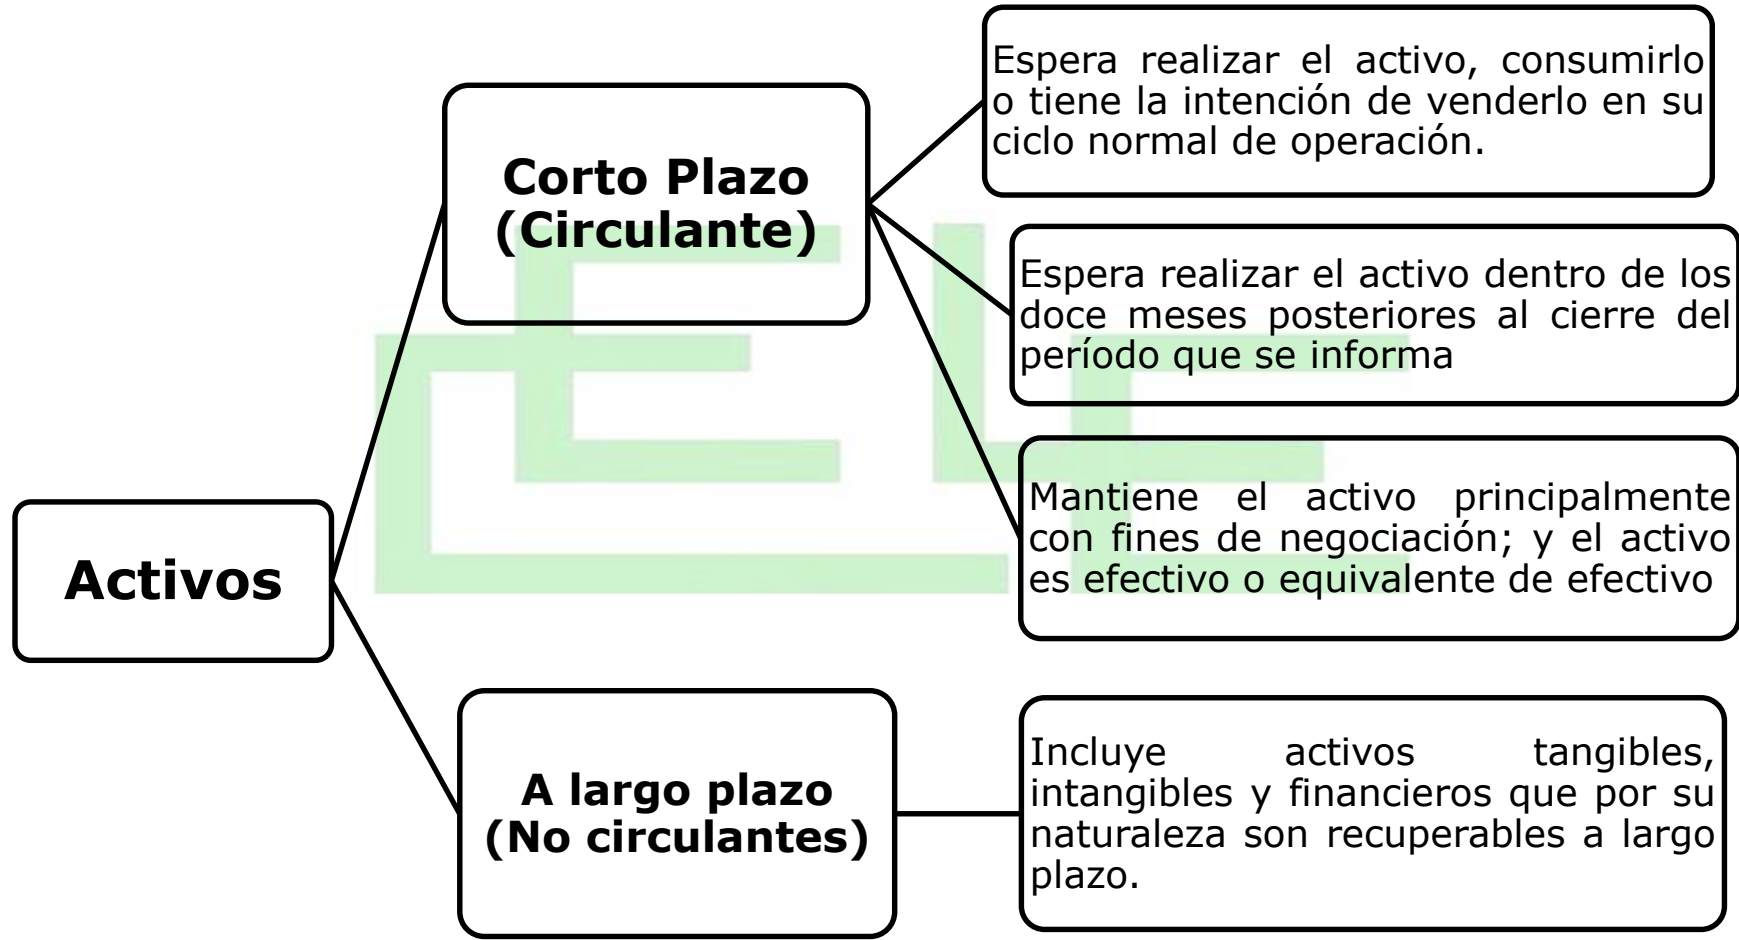 Activos
Corto Plazo
(Circulante)
Espera realizar el activo, consumirlo
o tiene la intención de venderlo en su
ciclo normal de operación.
Espera realizar el activo dentro de los
doce meses posteriores al cierre del
período que se informa
Mantiene el activo principalmente
con fines de negociación; y el activo
es efectivo o equivalente de efectivo
A largo plazo
(No circulantes)
Incluye activos tangibles,
intangibles y financieros que por su
naturaleza son recuperables a largo
plazo.